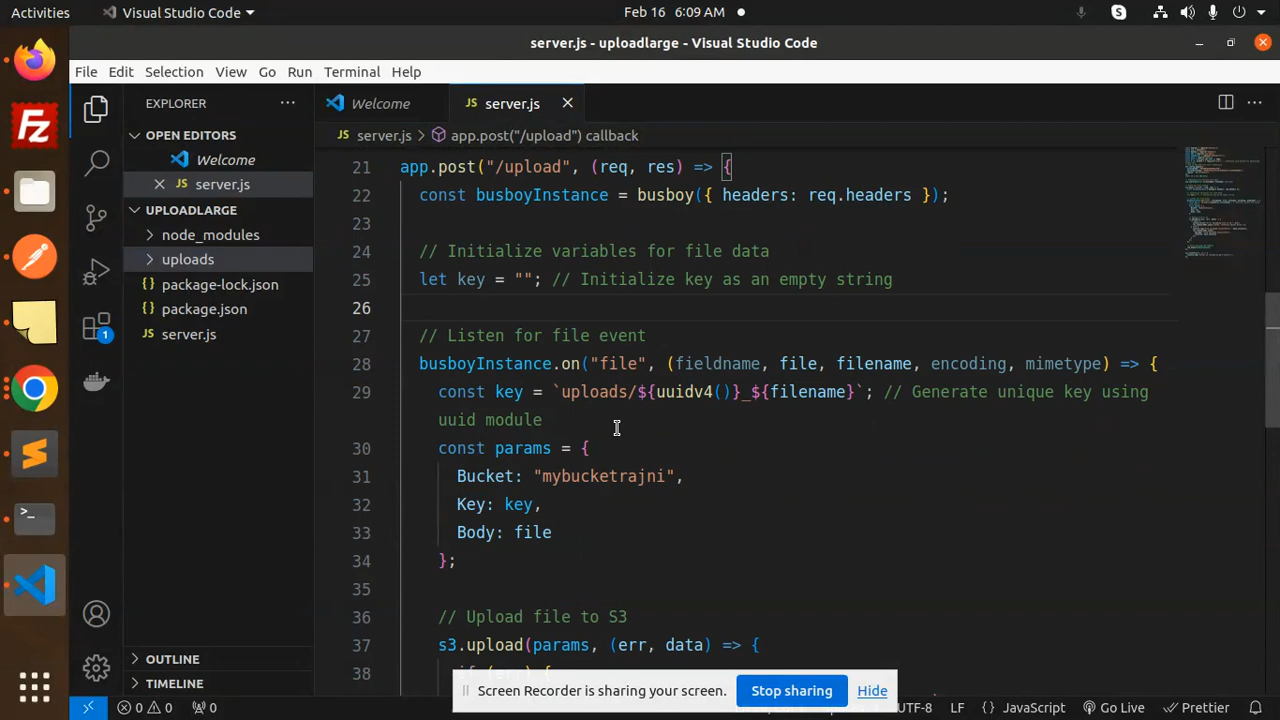 Activities
Visual Studio Code
Feb 16 6:09 AM
server.js - uploadlarge - Visual Studio Code
File Edit Selection View Go Run Terminal Help
EXPLORER
OPEN EDITORS
Welcome
JS server.js
UPLOADLARGE
node_modules
uploads
package-lock.json
package.json
JS server.js
OUTLINE
TIMELINE
1
Welcome
JS server.js
JS server.js > app.post("/upload") callback
21 app.post("/upload", (req, res) => {
22 const busboyInstance = busboy({ headers: req.headers });
23
24 // Initialize variables for file data
25 let key = ""; // Initialize key as an empty string
26
27 // Listen for file event
28 busboyInstance.on("file", (fieldname, file, filename, encoding, mimetype) => {
29 const key = `uploads/${uuidv4()}_${filename}`; // Generate unique key using
uuid module
30 const params = {
31 Bucket: "mybucketrajni",
32 Key: key,
33 Body: file
34 };
35
36 // Upload file to S3
37 s3.upload(params, (err, data) => {
38 if (err) {
Screen Recorder is sharing your screen. Stop sharing Hide
0 0 0 UTF-8 LF {} JavaScript Go Live Prettier